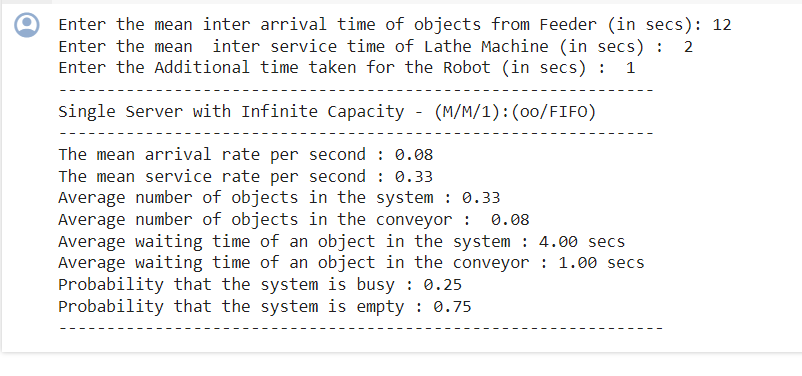 Enter the mean inter arrival time of objects from Feeder (in secs): 12
Enter the mean  inter service time of Lathe Machine (in secs) :  2
Enter the Additional time taken for the Robot (in secs) :  1
--------------------------------------------------------------
Single Server with Infinite Capacity - (M/M/1):(oo/FIFO)
--------------------------------------------------------------
The mean arrival rate per second : 0.08
The mean service rate per second : 0.33
Average number of objects in the system : 0.33
Average number of objects in the conveyor :  0.08
Average waiting time of an object in the system : 4.00 secs
Average waiting time of an object in the conveyor : 1.00 secs
Probability that the system is busy : 0.25
Probability that the system is empty : 0.75
---------------------------------------------------------------